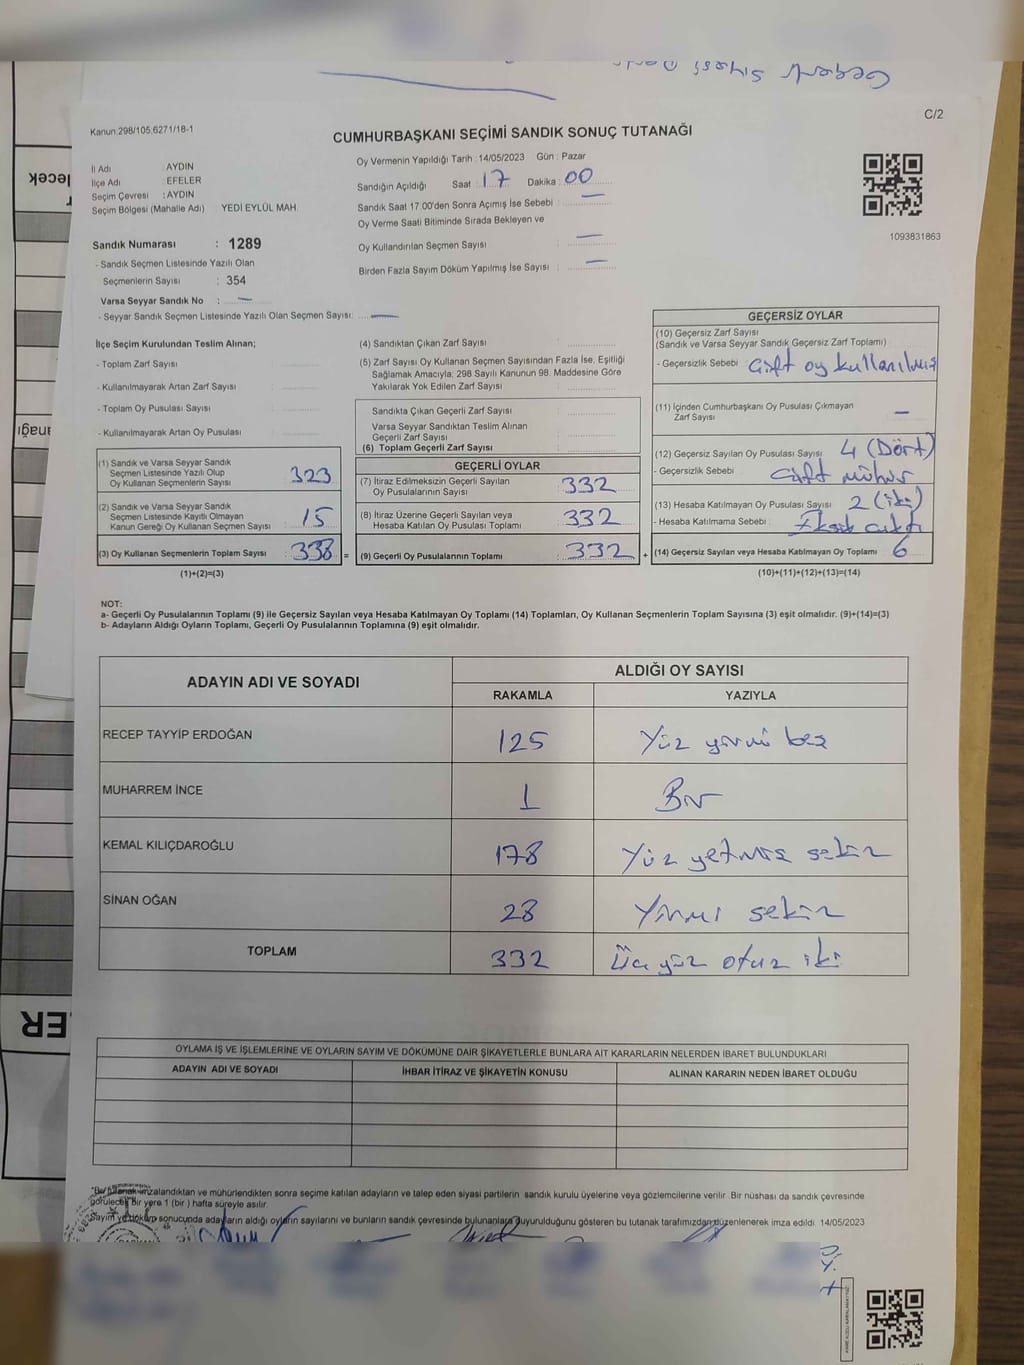 Geçerli Siyasi
C/2
Kanun:298/105,6271/18-1
CUMHURBAŞKANI SEÇİMİ SANDIK SONUÇ TUTANAĞI
İl Adı : AYDIN
İlçe Adı : EFELER
Seçim Çevresi : AYDIN
Seçim Bölgesi (Mahalle Adı) YEDİ EYLÜL MAH.
Oy Vermenin Yapıldığı Tarih : 14/05/2023 Gün : Pazar
Sandığın Açıldığı Saat : 17 Dakika : 00
Sandık Saat 17.00'den Sonra Açımış İse Sebebi : —
Oy Verme Saati Bitiminde Sırada Bekleyen ve
Oy Kullandırılan Seçmen Sayısı : —
Birden Fazla Sayım Döküm Yapılmış İse Sayısı : —
1093831863
Sandık Numarası : 1289
- Sandık Seçmen Listesinde Yazılı Olan
Seçmenlerin Sayısı : 354
Varsa Seyyar Sandık No : —
- Seyyar Sandık Seçmen Listesinde Yazılı Olan Seçmen Sayısı: —
İlçe Seçim Kurulundan Teslim Alınan;
- Toplam Zarf Sayısı :
- Kullanılmayarak Artan Zarf Sayısı :
- Toplam Oy Pusulası Sayısı :
- Kullanılmayarak Artan Oy Pusulası :
(1) Sandık ve Varsa Seyyar Sandık
Seçmen Listesinde Yazılı Olup
Oy Kullanan Seçmenlerin Sayısı : 323
(2) Sandık ve Varsa Seyyar Sandık
Seçmen Listesinde Kayıtlı Olmayan
Kanun Gereği Oy Kullanan Seçmen Sayısı : 15
(3) Oy Kullanan Seçmenlerin Toplam Sayısı : 338 =
(1)+(2)=(3)
(4) Sandıktan Çıkan Zarf Sayısı :
(5) Zarf Sayısı Oy Kullanan Seçmen Sayısından Fazla İse, Eşitliği
Sağlamak Amacıyla; 298 Sayılı Kanunun 98. Maddesine Göre
Yakılarak Yok Edilen Zarf Sayısı :
Sandıkta Çıkan Geçerli Zarf Sayısı :
Varsa Seyyar Sandıktan Teslim Alınan
Geçerli Zarf Sayısı :
(6) Toplam Geçerli Zarf Sayısı :
GEÇERLİ OYLAR
(7) İtiraz Edilmeksizin Geçerli Sayılan
Oy Pusulalarının Sayısı : 332
(8) İtiraz Üzerine Geçerli Sayılan veya
Hesaba Katılan Oy Pusulası Toplamı : 332
(9) Geçerli Oy Pusulalarının Toplamı : 332 +
GEÇERSİZ OYLAR
(10) Geçersiz Zarf Sayısı
(Sandık ve Varsa Seyyar Sandık Geçersiz Zarf Toplamı)
- Geçersizlik Sebebi : Çift oy kullanılmış
(11) İçinden Cumhurbaşkanı Oy Pusulası Çıkmayan
Zarf Sayısı : —
(12) Geçersiz Sayılan Oy Pusulası Sayısı : 4 (Dört)
- Geçersizlik Sebebi : Çift mühür
(13) Hesaba Katılmayan Oy Pusulası Sayısı : 2 (iki)
- Hesaba Katılmama Sebebi : Eksik çıktı
(14) Geçersiz Sayılan veya Hesaba Katılmayan Oy Toplamı : 6
(10)+(11)+(12)+(13)=(14)
NOT:
a- Geçerli Oy Pusulalarının Toplamı (9) ile Geçersiz Sayılan veya Hesaba Katılmayan Oy Toplamı (14) Toplamları, Oy Kullanan Seçmenlerin Toplam Sayısına (3) eşit olmalıdır. (9)+(14)=(3)
b- Adayların Aldığı Oyların Toplamı, Geçerli Oy Pusulalarının Toplamına (9) eşit olmalıdır.
ADAYIN ADI VE SOYADI ALDIĞI OY SAYISI
RAKAMLA YAZIYLA
RECEP TAYYİP ERDOĞAN 125 Yüz yirmi beş
MUHARREM İNCE 1 Bir
KEMAL KILIÇDAROĞLU 178 Yüz yetmiş sekiz
SİNAN OĞAN 28 Yirmi sekiz
TOPLAM 332 Üç yüz otuz iki
OYLAMA İŞ VE İŞLEMLERİNE VE OYLARIN SAYIM VE DÖKÜMÜNE DAİR ŞİKAYETLERLE BUNLARA AİT KARARLARIN NELERDEN İBARET BULUNDUKLARI
ADAYIN ADI VE SOYADI İHBAR İTİRAZ VE ŞİKAYETİN KONUSU ALINAN KARARIN NEDEN İBARET OLDUĞU
*Bu tutanak imzalandıktan ve mühürlendikten sonra seçime katılan adayların ve talep eden siyasi partilerin sandık kurulu üyelerine veya gözlemcilerine verilir. Bir nüshası da sandık çevresinde
görülecek bir yere 1 (bir) hafta süreyle asılır.
Sayım ve döküm sonucunda adayların aldığı oyların sayılarını ve bunların sandık çevresinde bulunanlara duyurulduğunu gösteren bu tutanak tarafımızdan düzenlenerek imza edildi. 14/05/2023